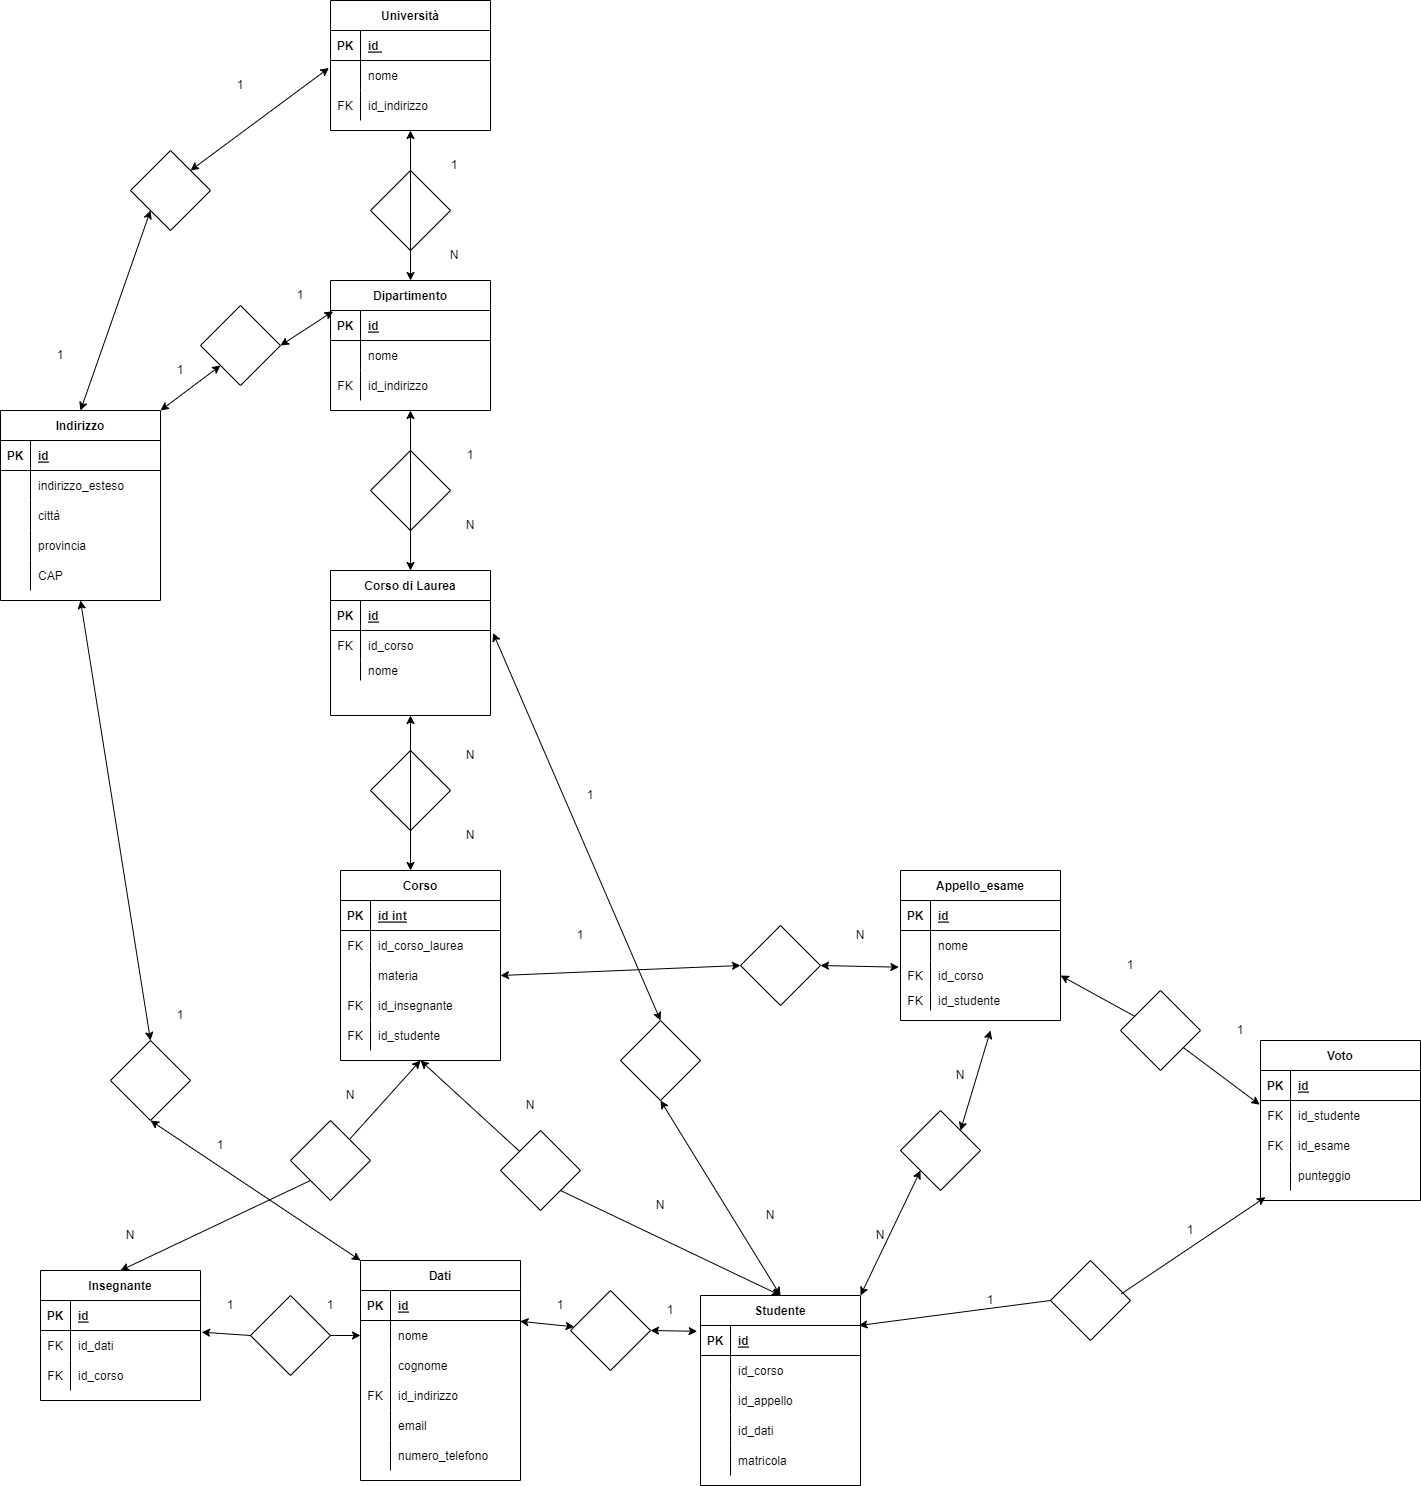 Università
PK id
nome
FK id_indirizzo
1
1
N
1
Dipartimento
PK id
nome
FK id_indirizzo
1
1
Indirizzo
PK id
indirizzo_esteso
città
provincia
CAP
1
N
Corso di Laurea
PK id
FK id_corso
nome
N
1
N
Corso
PK id int
FK id_corso_laurea
materia
FK id_insegnante
FK id_studente
1
N
Appello_esame
PK id
nome
FK id_corso
FK id_studente
1
1
Voto
PK id
FK id_studente
FK id_esame
punteggio
1
1
N
N
N
N
N
N
N
1
1
Insegnante
PK id
FK id_dati
FK id_corso
1
1
Dati
PK id
nome
cognome
FK id_indirizzo
email
numero_telefono
1
1
Studente
PK id
id_corso
id_appello
id_dati
matricola